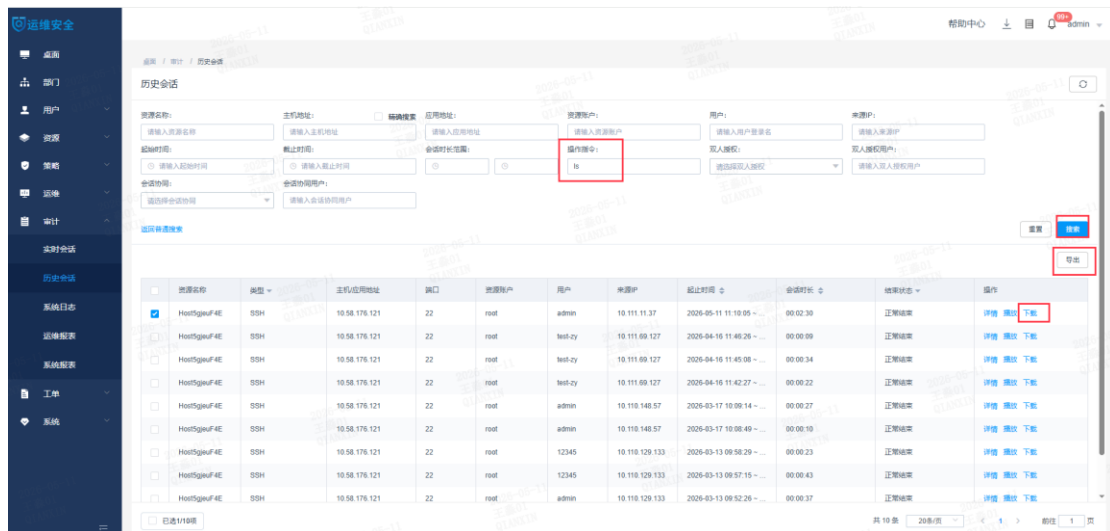 运维安全
帮助中心 99+ admin
桌面
部门
用户
资源
策略
运维
审计
实时会话
历史会话
系统日志
运维报表
系统报表
工单
系统
桌面 / 审计 / 历史会话
历史会话
资源名称: 主机地址: 精确搜索 应用地址: 资源账户: 用户: 来源IP:
请输入资源名称 请输入主机地址 请输入应用地址 请输入资源账户 请输入用户登录名 请输入来源IP
起始时间: 截止时间: 会话时长范围: 操作指令: 双人授权: 双人授权用户:
请输入起始时间 请输入截止时间 ls 请选择双人授权 请输入双人授权用户
会话协同: 会话协同用户:
请选择会话协同 请输入会话协同用户
返回普通搜索 重置 搜索
导出
资源名称 类型 主机/应用地址 端口 资源账户 用户 来源IP 起止时间 会话时长 结束状态 操作
Host5gjeuF4E SSH 10.58.176.121 22 root admin 10.111.11.37 2026-05-11 11:10:05 ~ ... 00:02:30 正常结束 详情 播放 下载
Host5gjeuF4E SSH 10.58.176.121 22 root test-zy 10.111.69.127 2026-04-16 11:46:26 ~ ... 00:00:09 正常结束 详情 播放 下载
Host5gjeuF4E SSH 10.58.176.121 22 root test-zy 10.111.69.127 2026-04-16 11:45:08 ~ ... 00:00:34 正常结束 详情 播放 下载
Host5gjeuF4E SSH 10.58.176.121 22 root test-zy 10.111.69.127 2026-04-16 11:42:27 ~ ... 00:00:22 正常结束 详情 播放 下载
Host5gjeuF4E SSH 10.58.176.121 22 root admin 10.110.148.57 2026-03-17 10:09:14 ~ ... 00:00:27 正常结束 详情 播放 下载
Host5gjeuF4E SSH 10.58.176.121 22 root admin 10.110.148.57 2026-03-17 10:08:49 ~ ... 00:00:10 正常结束 详情 播放 下载
Host5gjeuF4E SSH 10.58.176.121 22 root 12345 10.110.129.133 2026-03-13 09:58:29 ~ ... 00:00:23 正常结束 详情 播放 下载
Host5gjeuF4E SSH 10.58.176.121 22 root 12345 10.110.129.133 2026-03-13 09:57:15 ~ ... 00:00:43 正常结束 详情 播放 下载
Host5gjeuF4E SSH 10.58.176.121 22 root admin 10.110.129.133 2026-03-13 09:52:26 ~ ... 00:00:37 正常结束 详情 播放 下载
已选1/10项 共 10 条 20条/页 < 1 > 前往 1 页